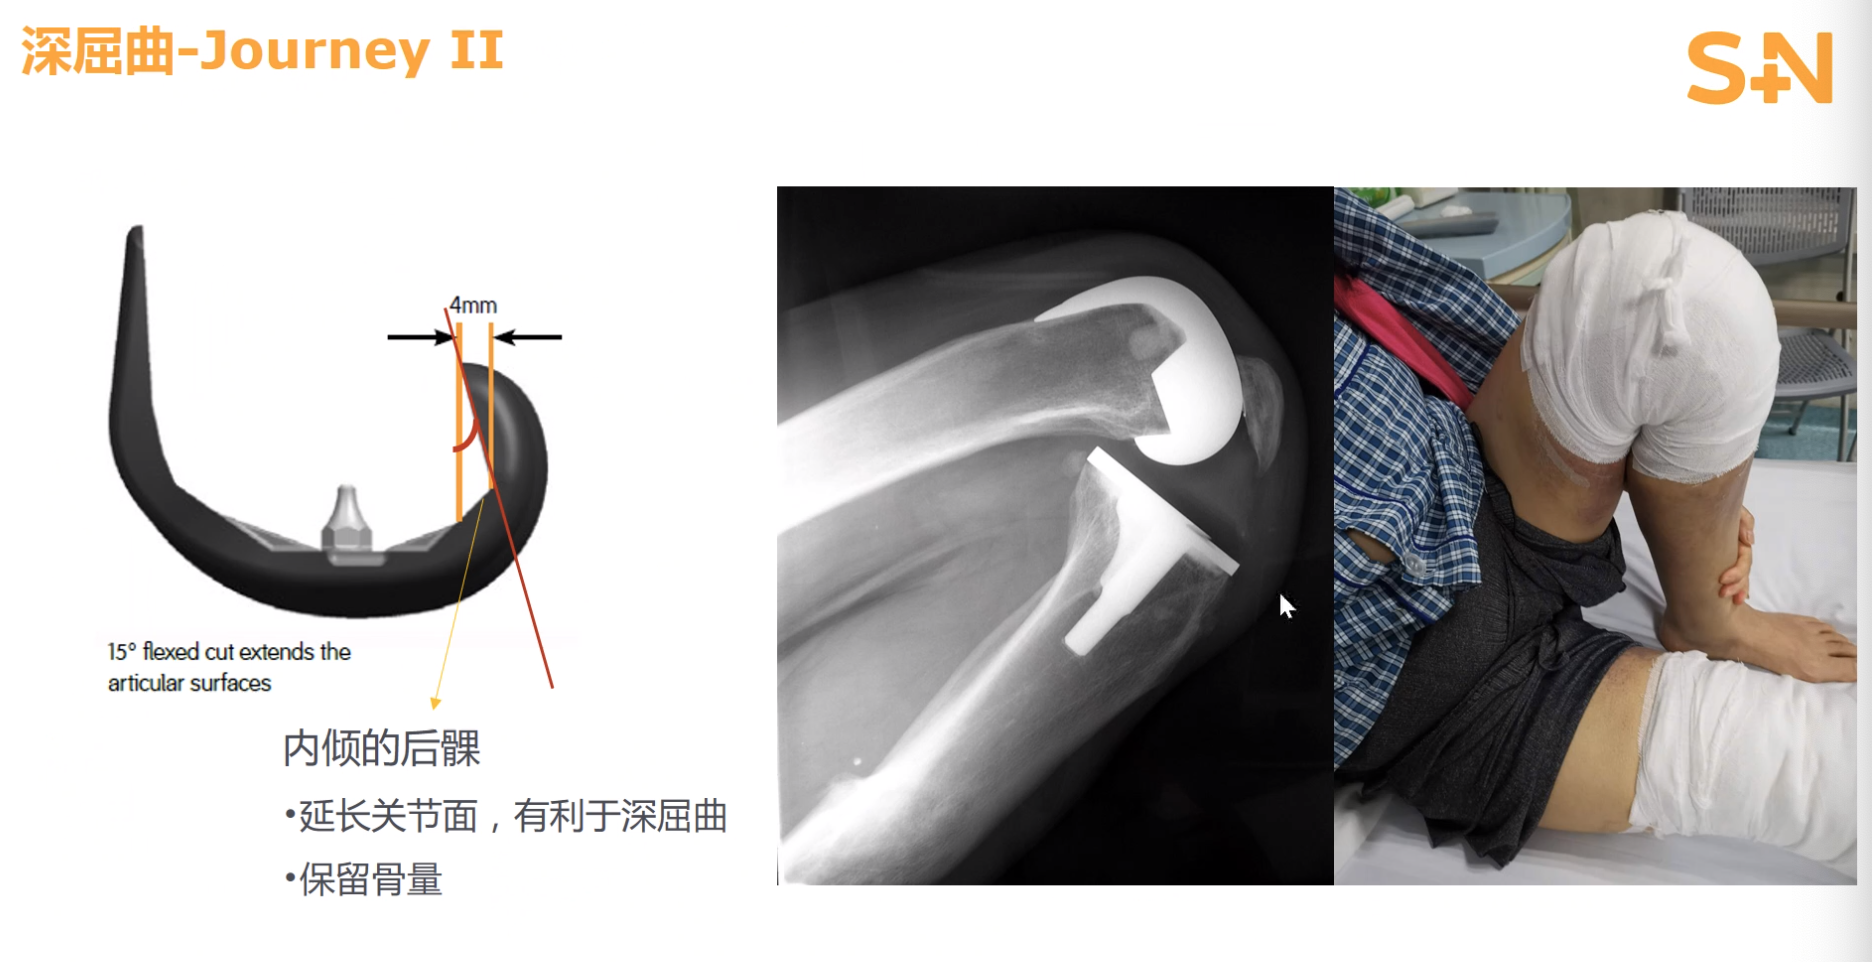 深屈曲-Journey II
S+N
4mm
15° flexed cut extends the
articular surfaces
内倾的后髁
•延长关节面，有利于深屈曲
•保留骨量